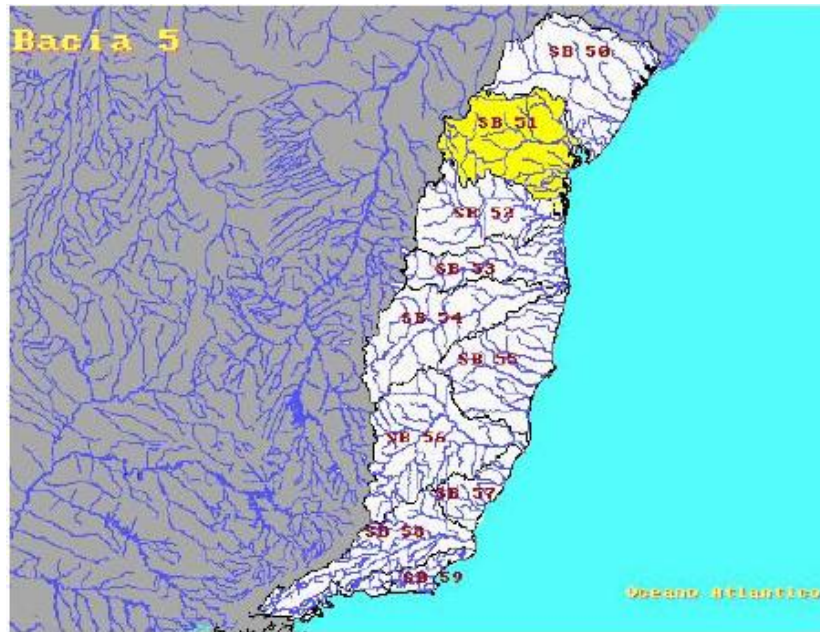 Bacia 5
SB 50
SB 51
SB 52
SB 53
SB 54
SB 55
SB 56
SB 57
SB 58
SB 59
Oceano Atlantico